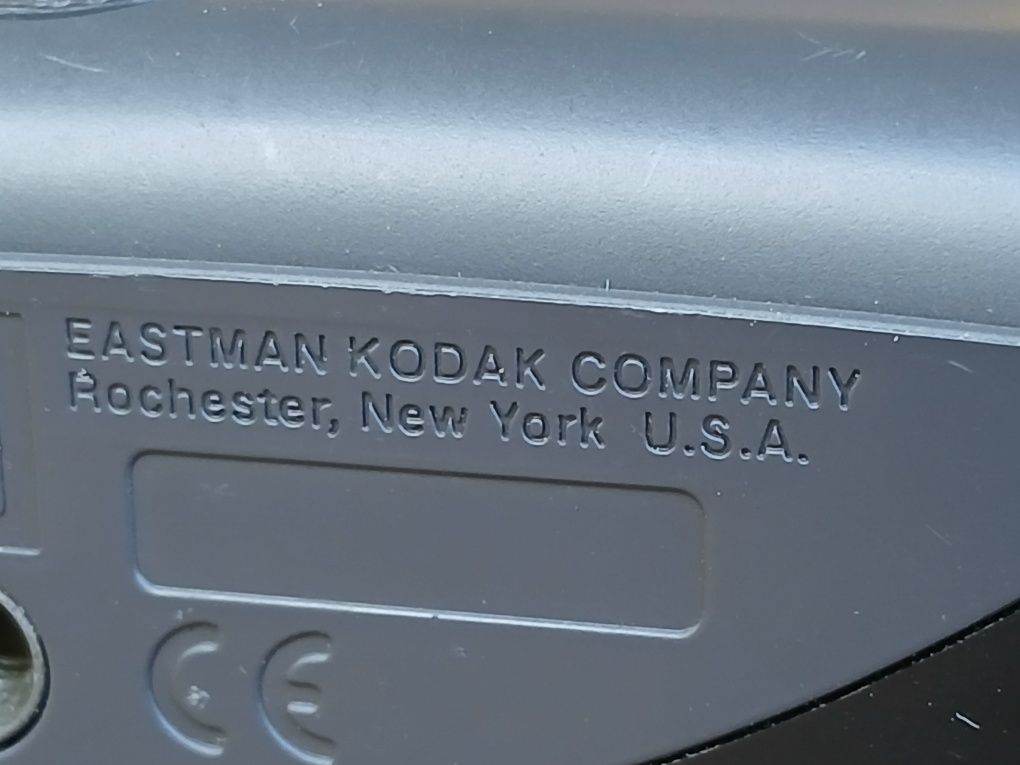 EASTMAN KODAK COMPANY
Rochester, New York U.S.A.
CE